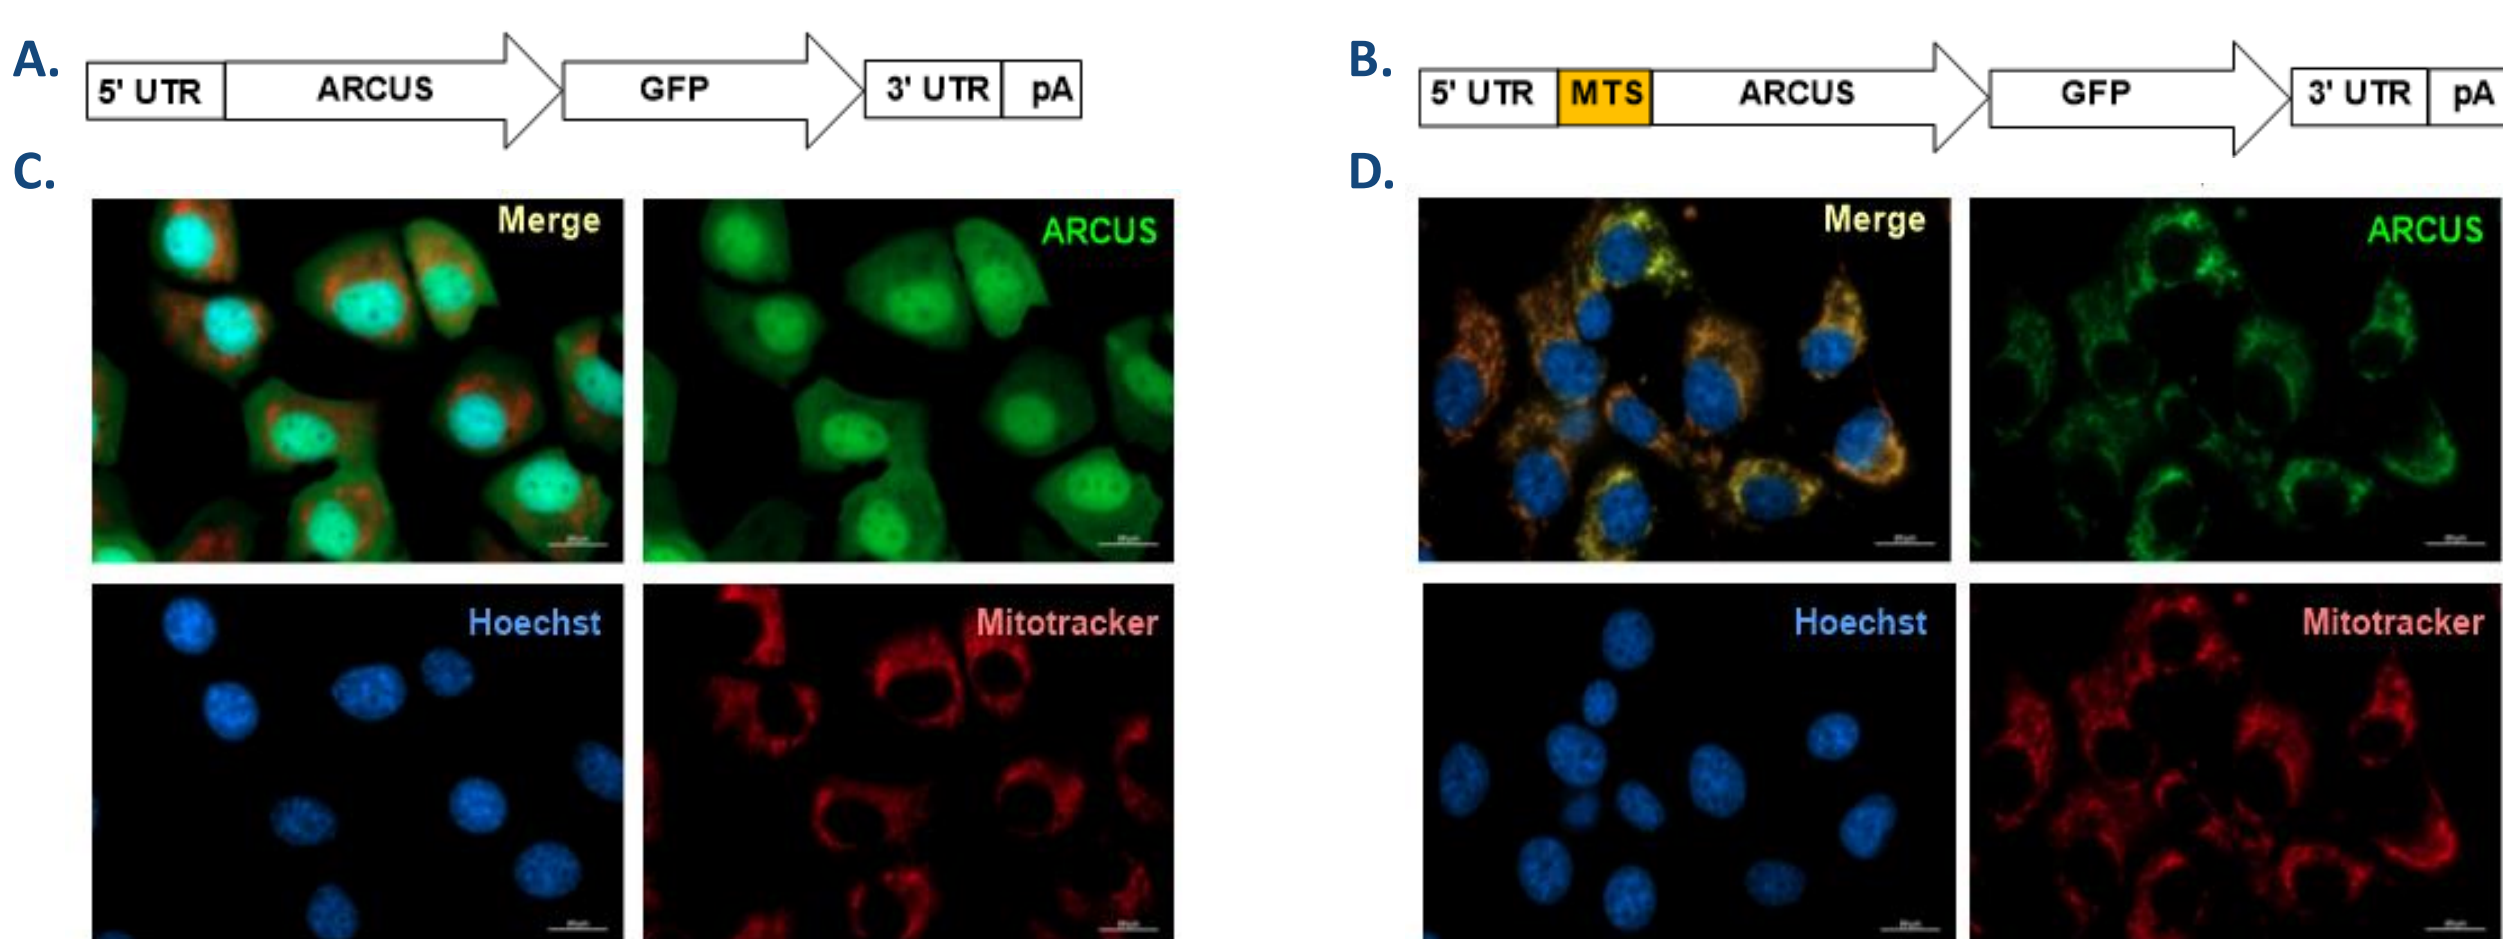 A.
5' UTR ARCUS GFP 3' UTR pA
B.
5' UTR MTS ARCUS GFP 3' UTR pA
C.
Merge
ARCUS
Hoechst
Mitotracker
D.
Merge
ARCUS
Hoechst
Mitotracker